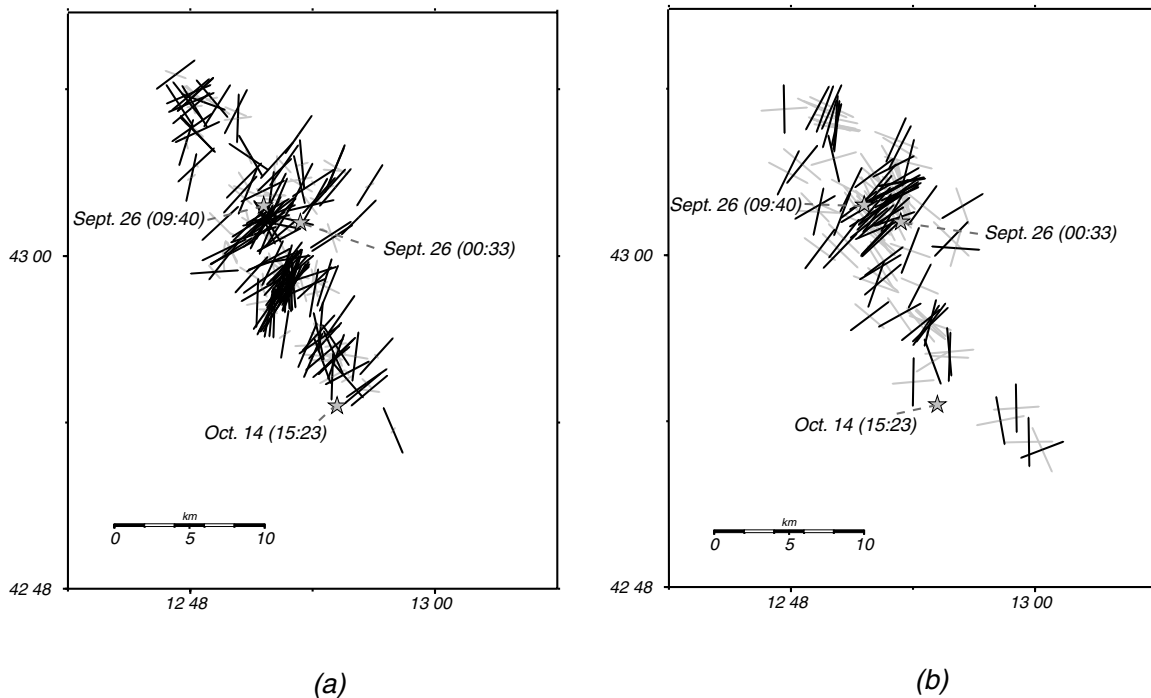 Sept. 26 (09:40)
Sept. 26 (00:33)
43 00
Oct. 14 (15:23)
km
0 5 10
42 48
12 48 13 00
(a)
Sept. 26 (09:40)
Sept. 26 (00:33)
43 00
Oct. 14 (15:23)
km
0 5 10
42 48
12 48 13 00
(b)